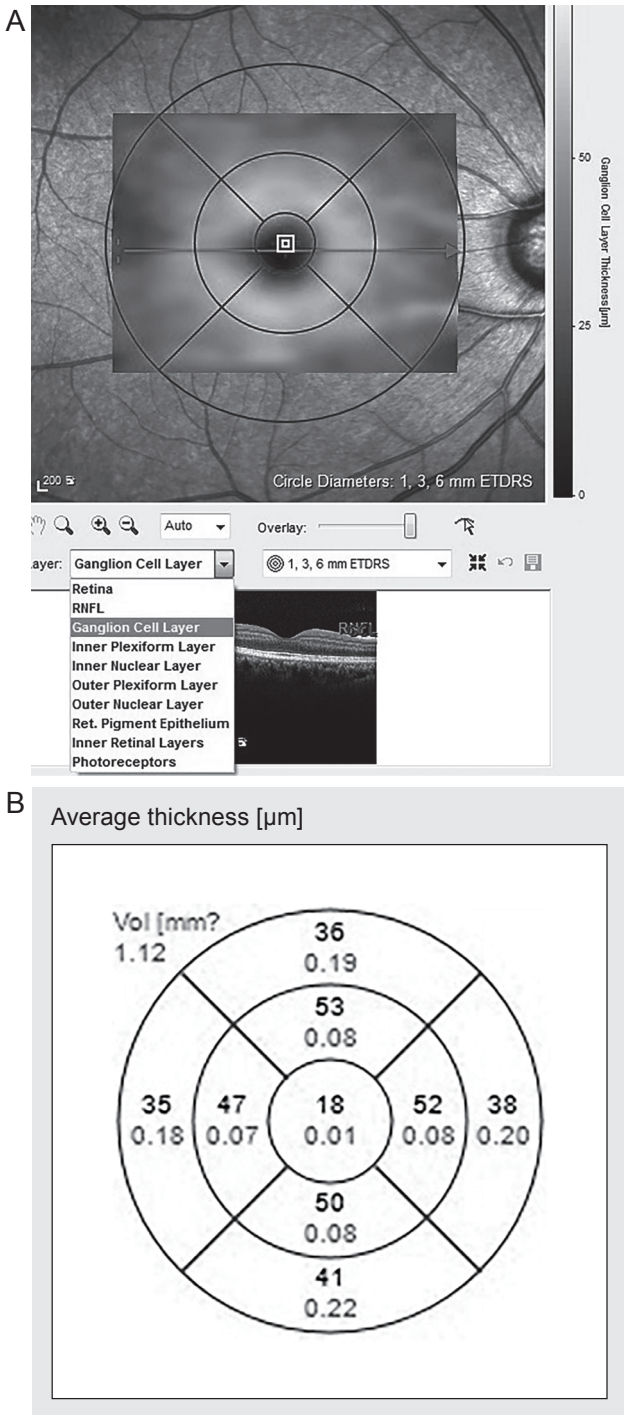 A
50
Ganglion Cell Layer Thickness [µm]
25
0
200
Circle Diameters: 1, 3, 6 mm ETDRS
Auto
Overlay:
ayer: Ganglion Cell Layer
1, 3, 6 mm ETDRS
Retina
RNFL
Ganglion Cell Layer
Inner Plexiform Layer
Inner Nuclear Layer
Outer Plexiform Layer
Outer Nuclear Layer
Ret. Pigment Epithelium
Inner Retinal Layers
Photoreceptors
RNFL
B
Average thickness [µm]
Vol [mm?
1.12
36
0.19
53
0.08
35 47 18 52 38
0.18 0.07 0.01 0.08 0.20
50
0.08
41
0.22